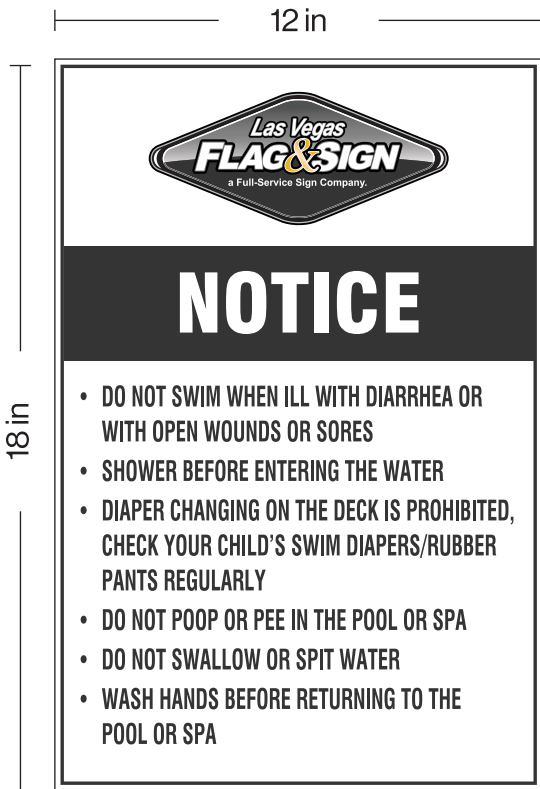 12 in
18 in
Las Vegas
FLAG&SIGN
a Full-Service Sign Company.
NOTICE
• DO NOT SWIM WHEN ILL WITH DIARRHEA OR
WITH OPEN WOUNDS OR SORES
• SHOWER BEFORE ENTERING THE WATER
• DIAPER CHANGING ON THE DECK IS PROHIBITED,
CHECK YOUR CHILD’S SWIM DIAPERS/RUBBER
PANTS REGULARLY
• DO NOT POOP OR PEE IN THE POOL OR SPA
• DO NOT SWALLOW OR SPIT WATER
• WASH HANDS BEFORE RETURNING TO THE
POOL OR SPA